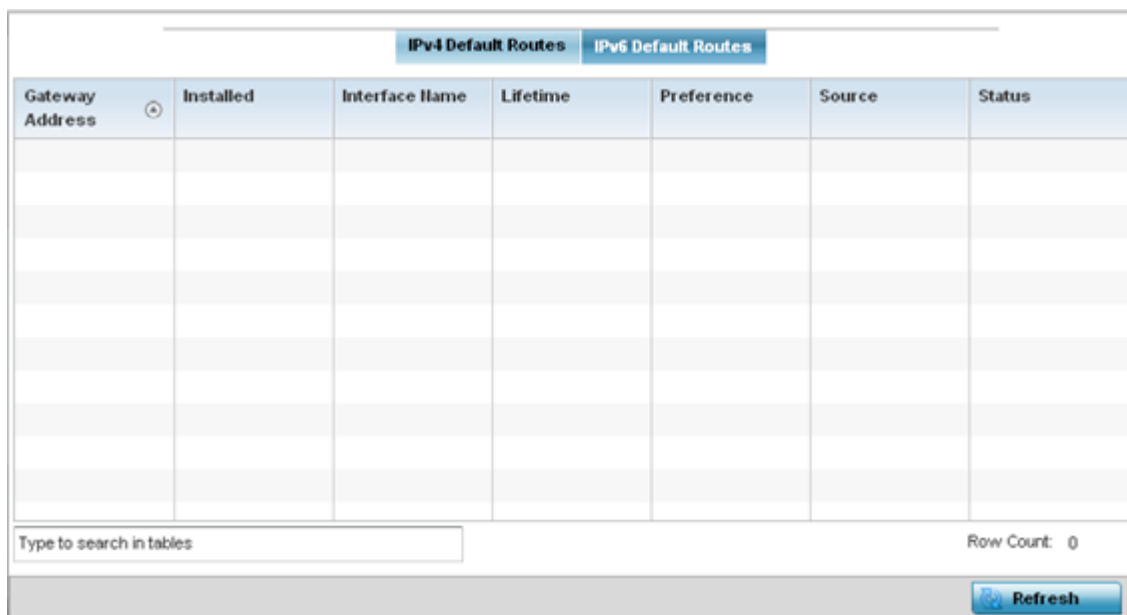 IPv4 Default Routes
IPv6 Default Routes
Gateway Address
Installed
Interface Name
Lifetime
Preference
Source
Status
Type to search in tables
Row Count: 0
Refresh